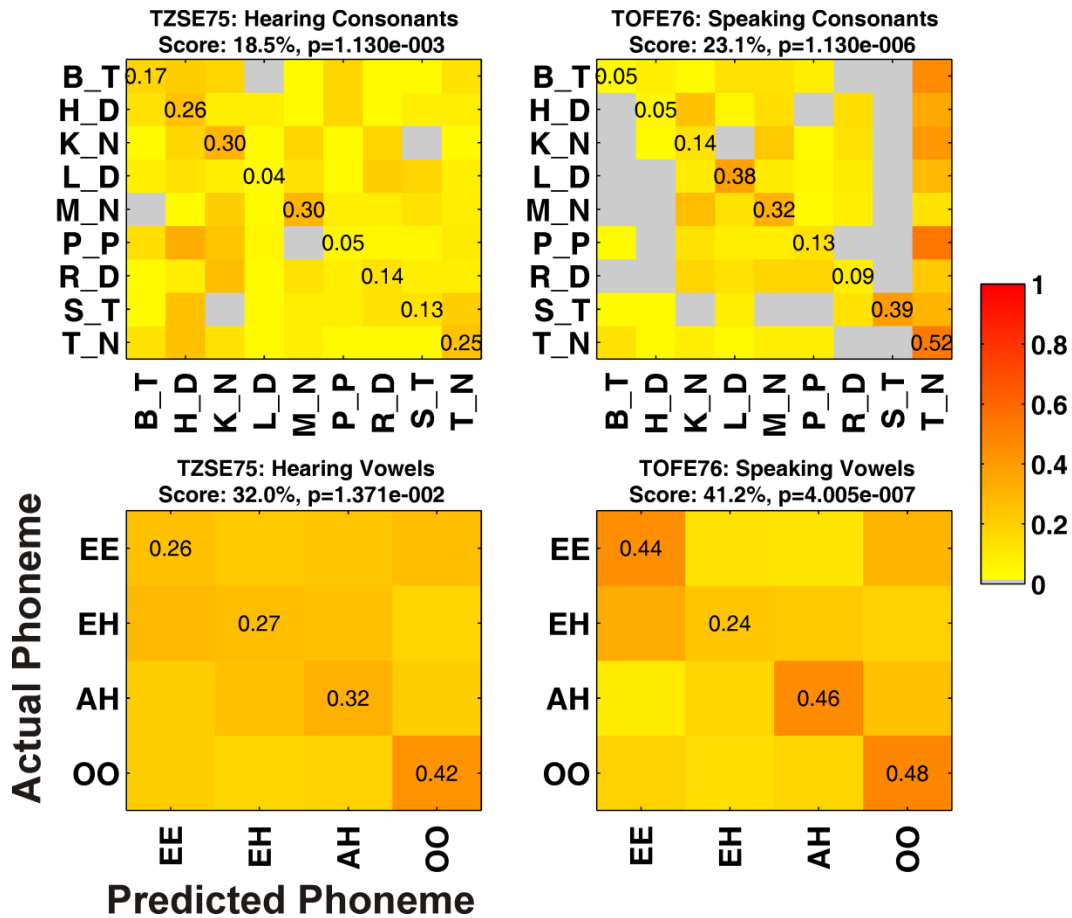 TZSE75: Hearing Consonants
Score: 18.5%, p=1.130e-003
B_T
H_D
K_N
L_D
M_N
P_P
R_D
S_T
T_N
0.17
0.26
0.30
0.04
0.30
0.05
0.14
0.13
0.25
B_T H_D K_N L_D M_N P_P R_D S_T T_N
TOFE76: Speaking Consonants
Score: 23.1%, p=1.130e-006
0.05
0.05
0.14
0.38
0.32
0.13
0.09
0.39
0.52
B_T H_D K_N L_D M_N P_P R_D S_T T_N
1
0.8
0.6
0.4
0.2
0
TZSE75: Hearing Vowels
Score: 32.0%, p=1.371e-002
EE
EH
AH
OO
0.26
0.27
0.32
0.42
EE EH AH OO
TOFE76: Speaking Vowels
Score: 41.2%, p=4.005e-007
EE
EH
AH
OO
0.44
0.24
0.46
0.48
EE EH AH OO
Actual Phoneme
Predicted Phoneme